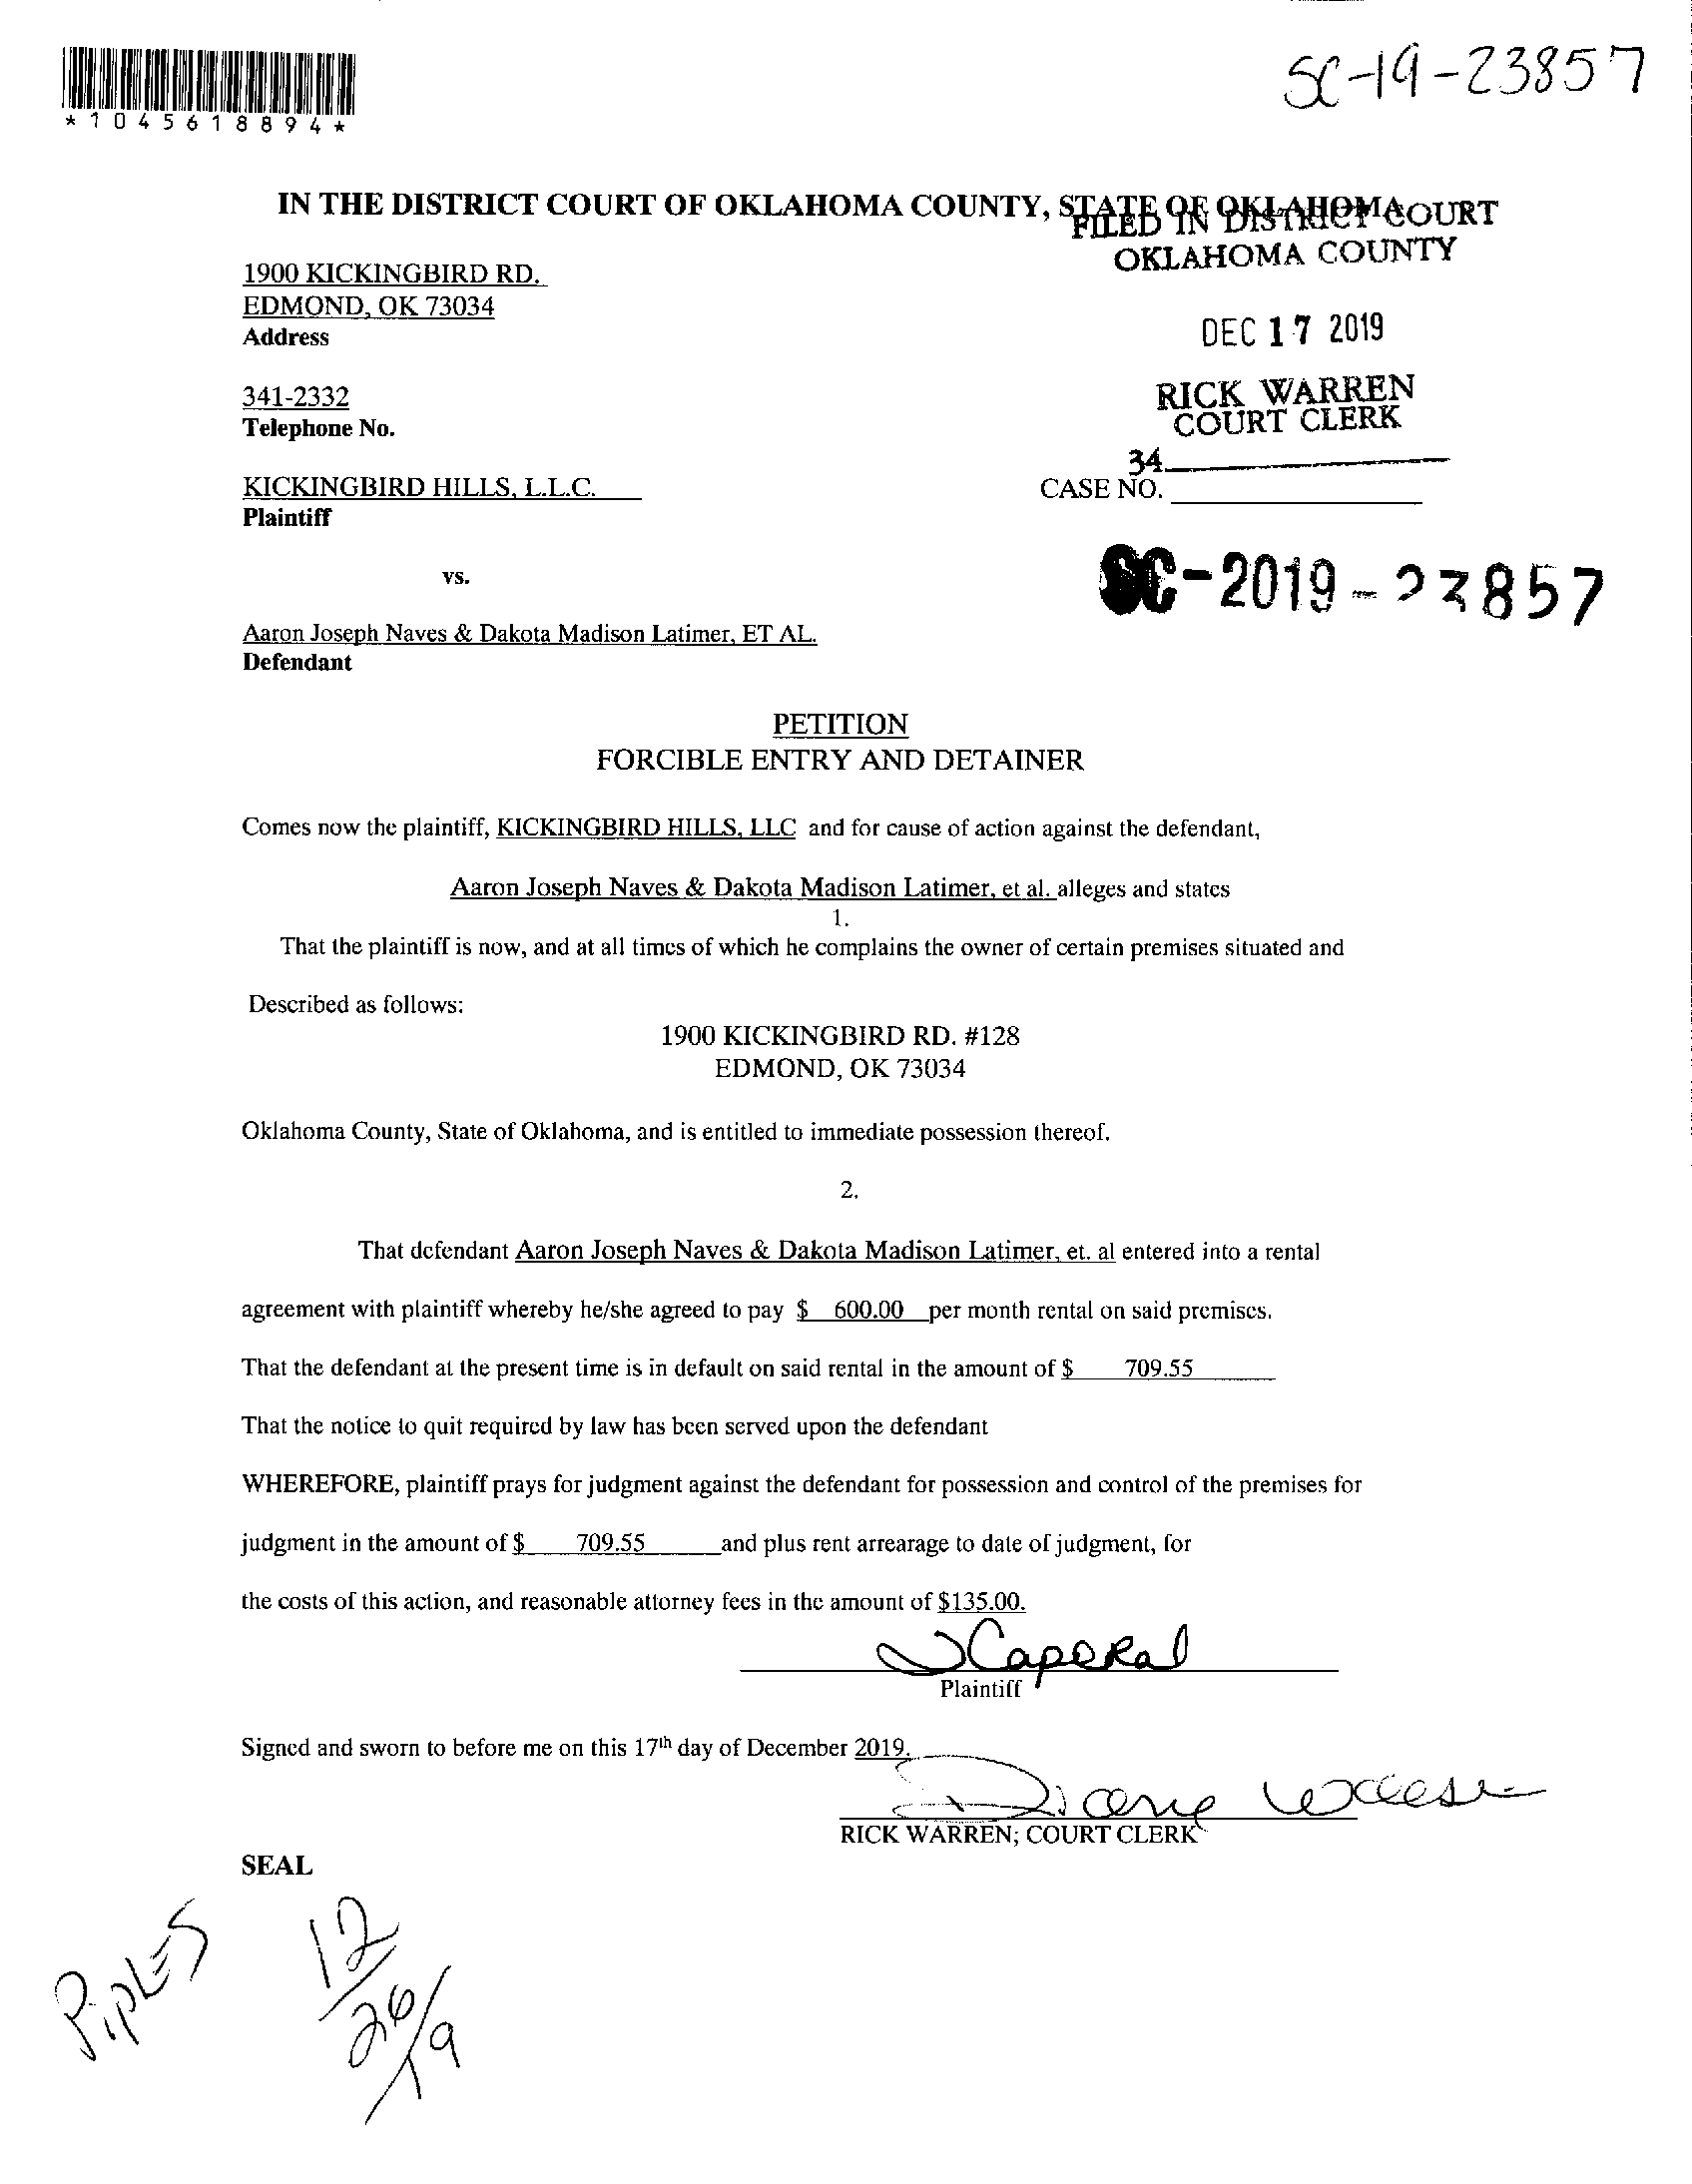 SC-19-23857
*1045618894*
IN THE DISTRICT COURT OF OKLAHOMA COUNTY, STATE OF OKLAHOMA
FILED IN DISTRICT COURT
OKLAHOMA COUNTY
1900 KICKINGBIRD RD.
EDMOND, OK 73034
Address
DEC 17 2019
341-2332
Telephone No.
RICK WARREN
COURT CLERK
34
KICKINGBIRD HILLS, L.L.C.
CASE NO.
Plaintiff
vs.
SC-2019-23857
Aaron Joseph Naves & Dakota Madison Latimer, ET AL.
Defendant
PETITION
FORCIBLE ENTRY AND DETAINER
Comes now the plaintiff, KICKINGBIRD HILLS, LLC and for cause of action against the defendant,
Aaron Joseph Naves & Dakota Madison Latimer, et al. alleges and states
1.
That the plaintiff is now, and at all times of which he complains the owner of certain premises situated and
Described as follows:
1900 KICKINGBIRD RD. #128
EDMOND, OK 73034
Oklahoma County, State of Oklahoma, and is entitled to immediate possession thereof.
2.
That defendant Aaron Joseph Naves & Dakota Madison Latimer, et. al entered into a rental
agreement with plaintiff whereby he/she agreed to pay $ 600.00 per month rental on said premises.
That the defendant at the present time is in default on said rental in the amount of $ 709.55
That the notice to quit required by law has been served upon the defendant
WHEREFORE, plaintiff prays for judgment against the defendant for possession and control of the premises for
judgment in the amount of $ 709.55 and plus rent arrearage to date of judgment, for
the costs of this action, and reasonable attorney fees in the amount of $135.00.
Plaintiff
Signed and sworn to before me on this 17th day of December 2019.
Diane
RICK WARREN; COURT CLERK
SEAL
12/26/19